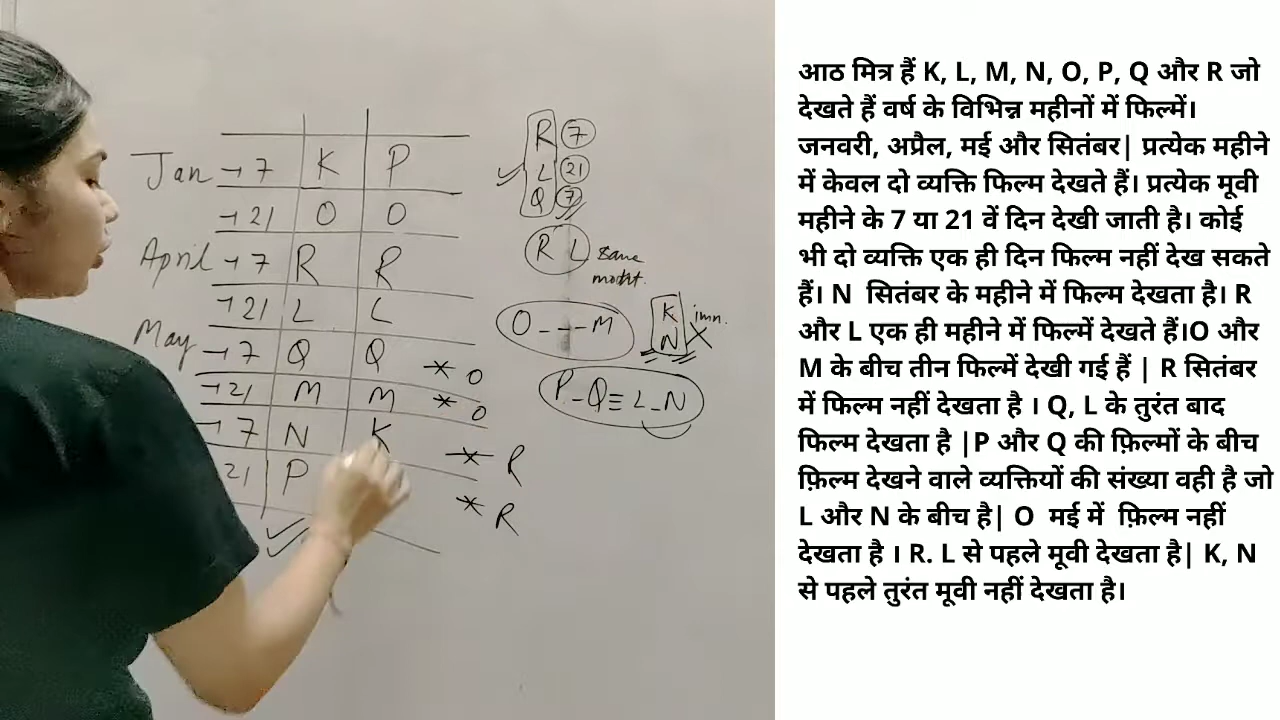 Jan → 7 K P
→ 21 O O
April → 7 R R
→ 21 L L
May → 7 Q Q * O
→ 21 M M * O
→ 7 N K * R
21 P * R
R 7
L 21
Q 7
R L same
O - - - M
K
N imn.
P - Q ≡ L - N
आठ मित्र हैं K, L, M, N, O, P, Q और R जो
देखते हैं वर्ष के विभिन्न महीनों में फिल्में।
जनवरी, अप्रैल, मई और सितंबर| प्रत्येक महीने
में केवल दो व्यक्ति फिल्म देखते हैं। प्रत्येक मूवी
महीने के 7 या 21 वें दिन देखी जाती है। कोई
भी दो व्यक्ति एक ही दिन फिल्म नहीं देख सकते
हैं। N सितंबर के महीने में फिल्म देखता है। R
और L एक ही महीने में फिल्में देखते हैं।O और
M के बीच तीन फिल्में देखी गई हैं | R सितंबर
में फिल्म नहीं देखता है । Q, L के तुरंत बाद
फिल्म देखता है |P और Q की फ़िल्मों के बीच
फ़िल्म देखने वाले व्यक्तियों की संख्या वही है जो
L और N के बीच है| O मई में फ़िल्म नहीं
देखता है । R. L से पहले मूवी देखता है| K, N
से पहले तुरंत मूवी नहीं देखता है।